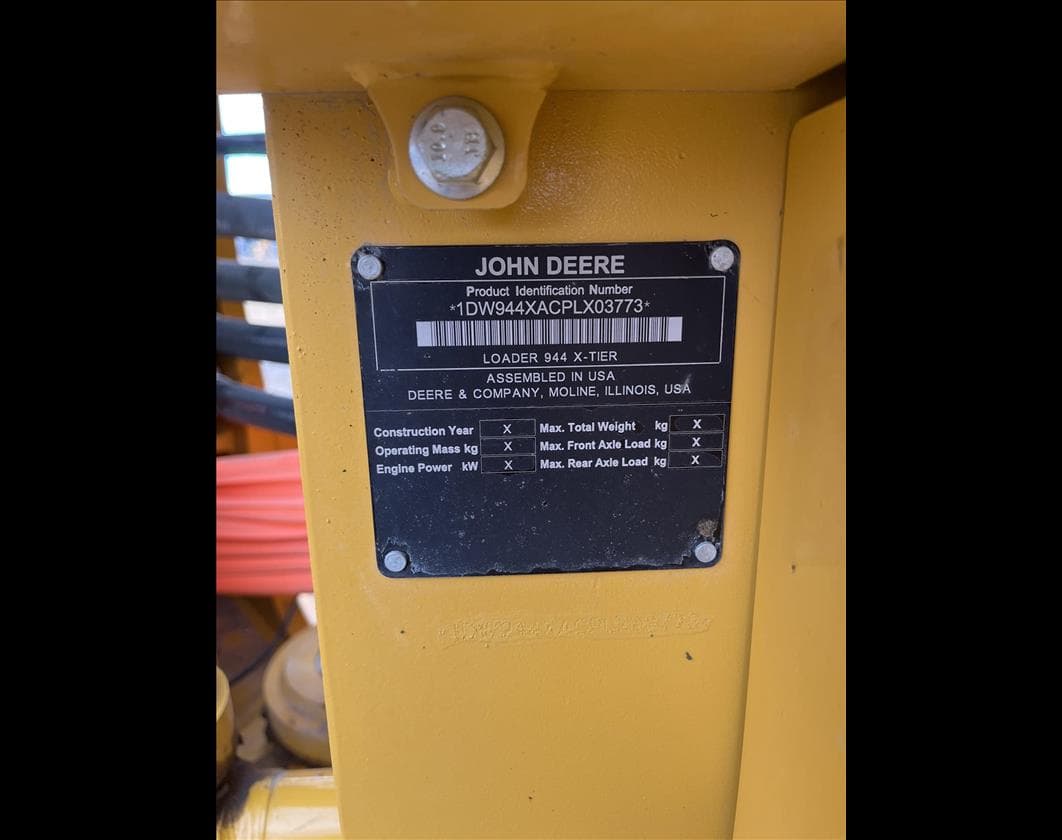 10.9
JOHN DEERE
Product Identification Number
*1DW944XACPLX03773*
LOADER 944 X-TIER
ASSEMBLED IN USA
DEERE & COMPANY, MOLINE, ILLINOIS, USA
Construction Year X Max. Total Weight kg X
Operating Mass kg X Max. Front Axle Load kg X
Engine Power kW X Max. Rear Axle Load kg X